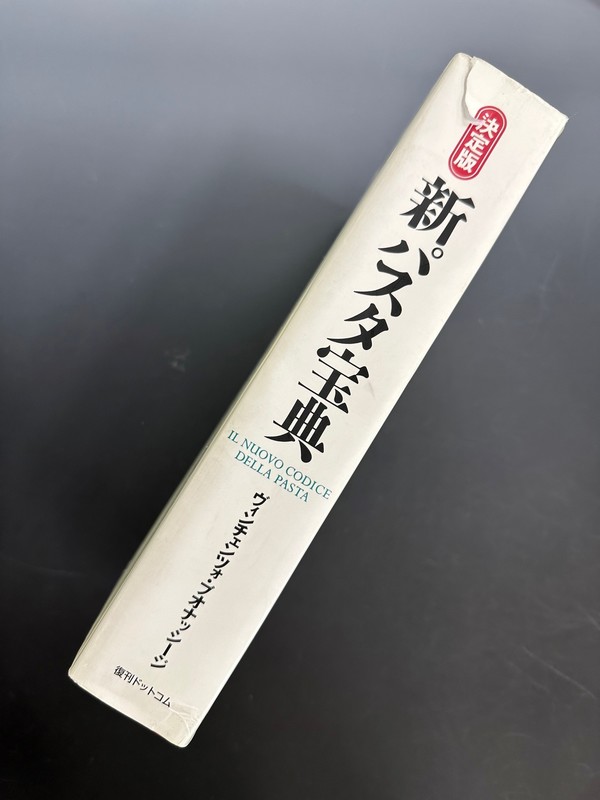 決定版
新パスタ宝典
IL NUOVO CODICE
DELLA PASTA
ヴィンチェンツォ・ブオナッシージ
復刊ドットコム